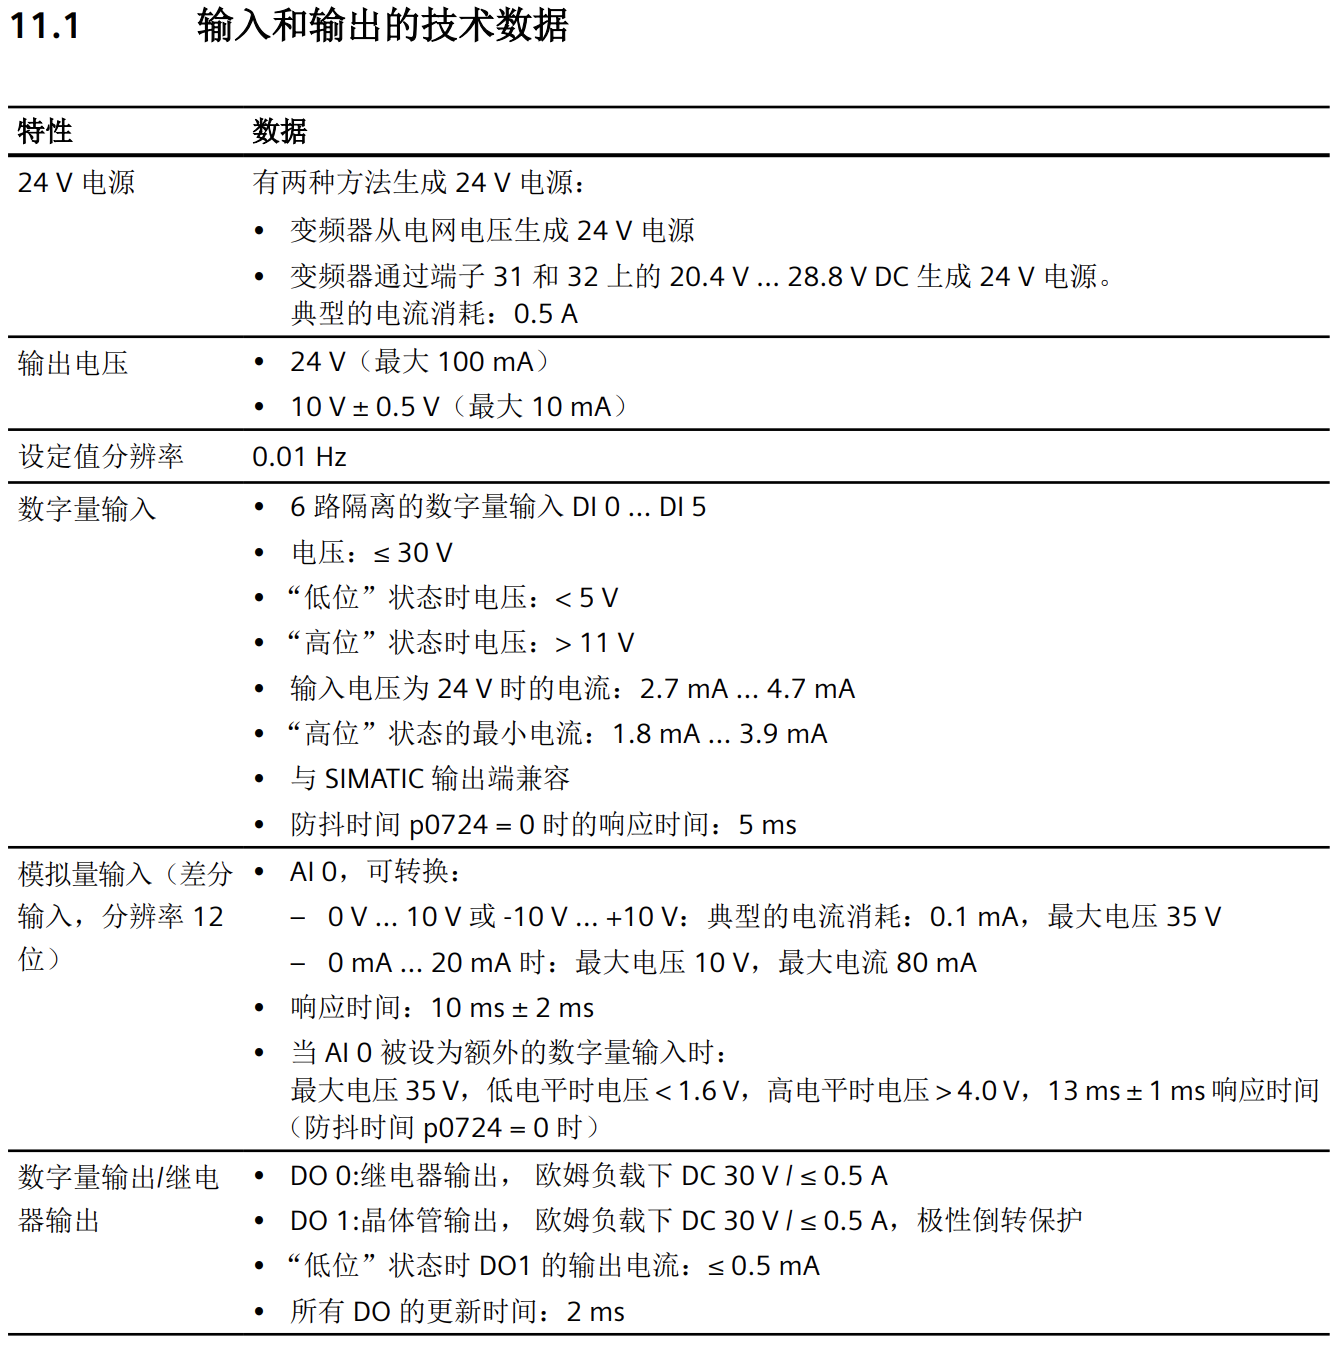 11.1 输入和输出的技术数据
特性 数据
24 V 电源 有两种方法生成 24 V 电源：
• 变频器从电网电压生成 24 V 电源
• 变频器通过端子 31 和 32 上的 20.4 V … 28.8 V DC 生成 24 V 电源。
典型的电流消耗：0.5 A
输出电压 • 24 V（最大 100 mA）
• 10 V ± 0.5 V（最大 10 mA）
设定值分辨率 0.01 Hz
数字量输入 • 6 路隔离的数字量输入 DI 0 … DI 5
• 电压：≤ 30 V
• “低位”状态时电压：< 5 V
• “高位”状态时电压：> 11 V
• 输入电压为 24 V 时的电流：2.7 mA … 4.7 mA
• “高位”状态的最小电流：1.8 mA … 3.9 mA
• 与 SIMATIC 输出端兼容
• 防抖时间 p0724 = 0 时的响应时间：5 ms
模拟量输入（差分 • AI 0，可转换：
输入，分辨率 12 – 0 V … 10 V 或 -10 V … +10 V：典型的电流消耗：0.1 mA，最大电压 35 V
位） – 0 mA … 20 mA 时：最大电压 10 V，最大电流 80 mA
• 响应时间：10 ms ± 2 ms
• 当 AI 0 被设为额外的数字量输入时：
最大电压 35 V，低电平时电压 < 1.6 V，高电平时电压 > 4.0 V，13 ms ± 1 ms 响应时间
（防抖时间 p0724 = 0 时）
数字量输出/继电 • DO 0:继电器输出， 欧姆负载下 DC 30 V / ≤ 0.5 A
器输出 • DO 1:晶体管输出， 欧姆负载下 DC 30 V / ≤ 0.5 A，极性倒转保护
• “低位”状态时 DO1 的输出电流：≤ 0.5 mA
• 所有 DO 的更新时间：2 ms